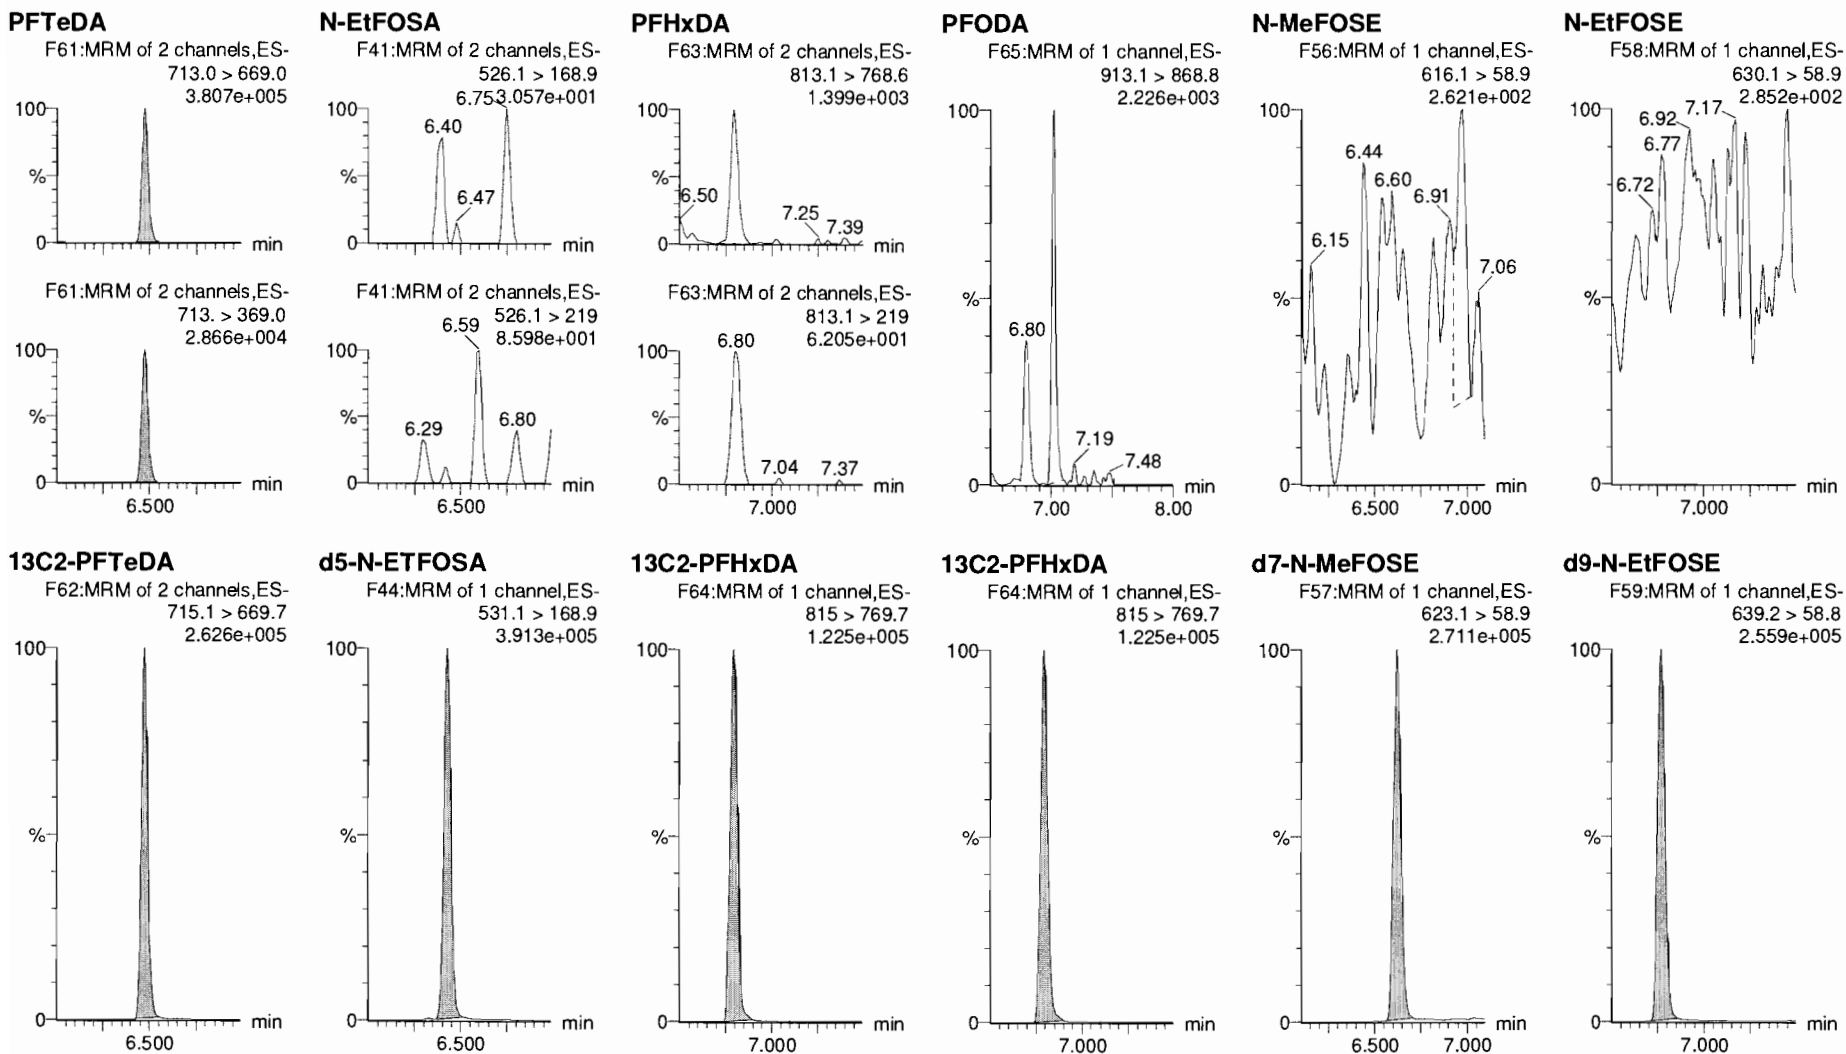 PFTeDA
F61:MRM of 2 channels,ES-
713.0 > 669.0
3.807e+005
100
%
0
min
F61:MRM of 2 channels,ES-
713. > 369.0
2.866e+004
100
%
0
min
6.500
N-EtFOSA
F41:MRM of 2 channels,ES-
526.1 > 168.9
6.753.057e+001
100
6.40
6.47
%
0
min
F41:MRM of 2 channels,ES-
526.1 > 219
6.59
8.598e+001
100
6.29
6.80
%
0
min
6.500
PFHxDA
F63:MRM of 2 channels,ES-
813.1 > 768.6
1.399e+003
100
%
6.50
7.25
7.39
0
min
F63:MRM of 2 channels,ES-
813.1 > 219
6.205e+001
6.80
100
%
7.04
7.37
0
min
7.000
PFODA
F65:MRM of 1 channel,ES-
913.1 > 868.8
2.226e+003
100
%
6.80
7.19
7.48
0
min
7.00
8.00
N-MeFOSE
F56:MRM of 1 channel,ES-
616.1 > 58.9
2.621e+002
100
6.44
6.60
6.91
6.15
7.06
%
0
min
6.500
7.000
N-EtFOSE
F58:MRM of 1 channel,ES-
630.1 > 58.9
2.852e+002
100
6.92
7.17
6.77
6.72
%
0
min
7.000
13C2-PFTeDA
F62:MRM of 2 channels,ES-
715.1 > 669.7
2.626e+005
100
%
0
min
6.500
d5-N-ETFOSA
F44:MRM of 1 channel,ES-
531.1 > 168.9
3.913e+005
100
%
0
min
6.500
13C2-PFHxDA
F64:MRM of 1 channel,ES-
815 > 769.7
1.225e+005
100
%
0
min
7.000
13C2-PFHxDA
F64:MRM of 1 channel,ES-
815 > 769.7
1.225e+005
100
%
0
min
7.000
d7-N-MeFOSE
F57:MRM of 1 channel,ES-
623.1 > 58.9
2.711e+005
100
%
0
min
6.500
7.000
d9-N-EtFOSE
F59:MRM of 1 channel,ES-
639.2 > 58.8
2.559e+005
100
%
0
min
7.000